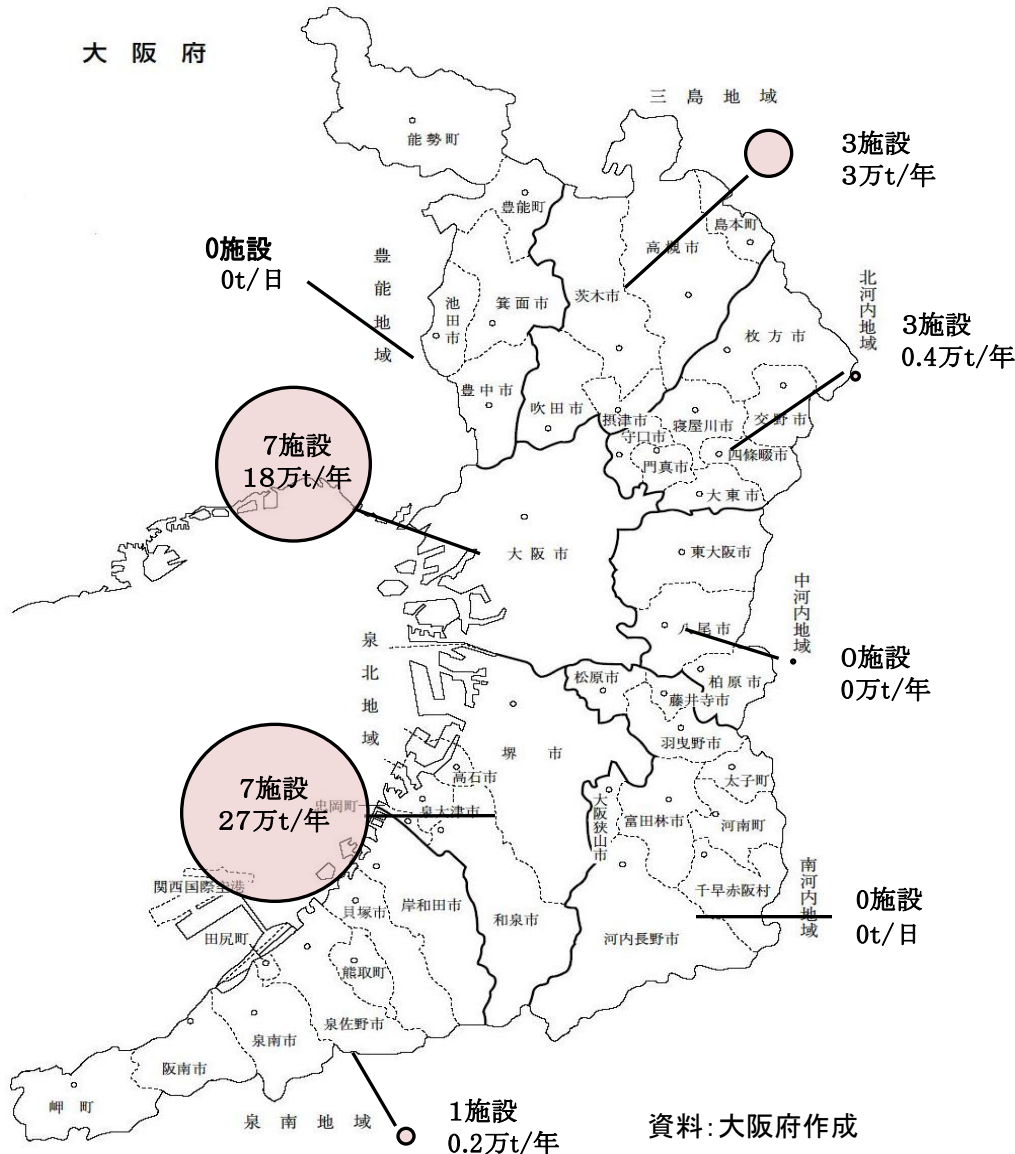 大阪府
三島地域
3施設
3万t/年
能勢町
豊能町
島本町
高槻市
0施設
0t/日
豊能地域
池田市
箕面市
茨木市
北河内地域
3施設
0.4万t/年
枚方市
豊中市
吹田市
摂津市
守口市
寝屋川市
交野市
門真市
四條畷市
大東市
7施設
18万t/年
大阪市
東大阪市
中河内地域
八尾市
0施設
0万t/年
泉北地域
松原市
柏原市
藤井寺市
堺市
羽曳野市
高石市
太子町
7施設
27万t/年
忠岡町
泉大津市
大阪狭山市
富田林市
河南町
関西国際空港
千早赤阪村
南河内地域
0施設
0t/日
貝塚市
岸和田市
和泉市
田尻町
河内長野市
熊取町
泉佐野市
泉南市
阪南市
岬町
泉南地域
1施設
0.2万t/年
資料：大阪府作成